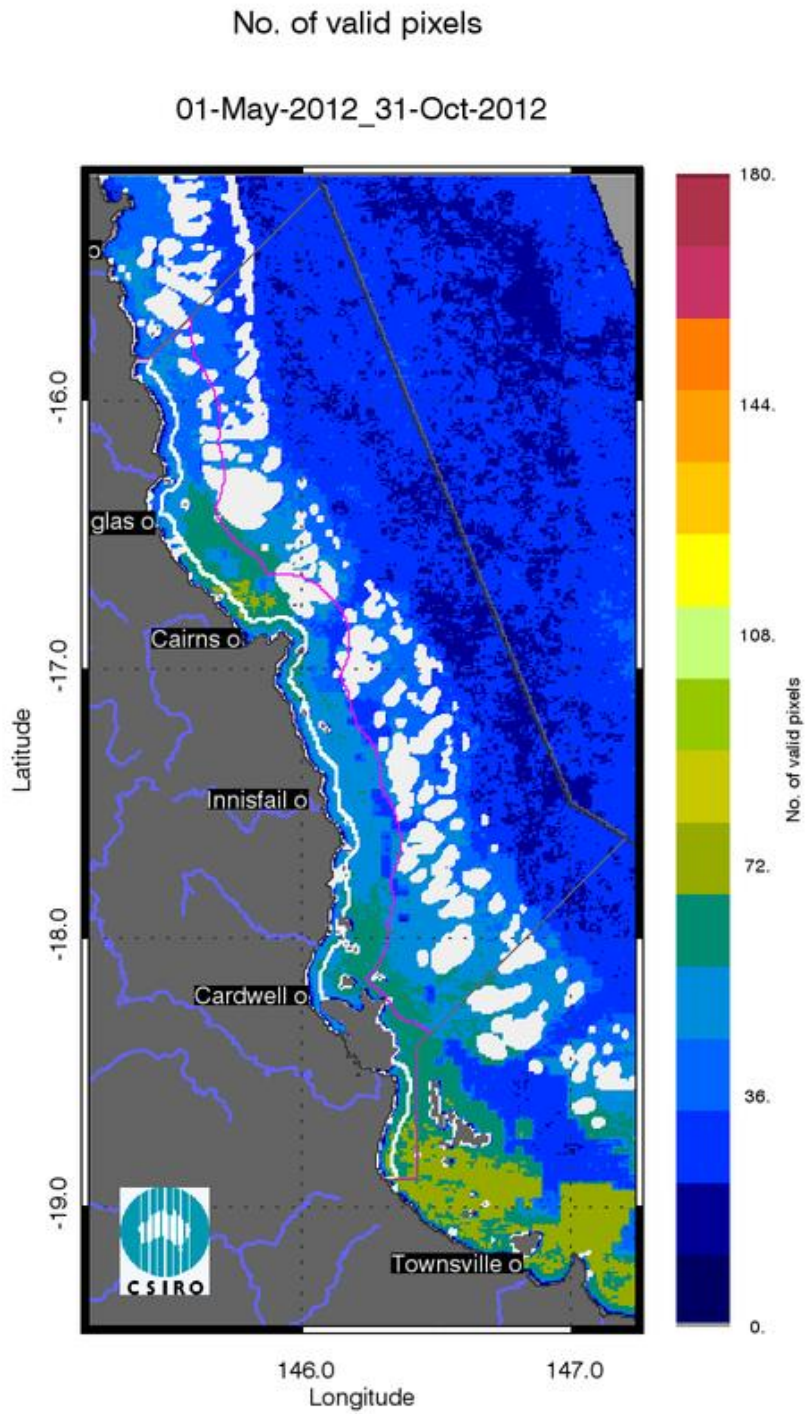 No. of valid pixels
01-May-2012_31-Oct-2012
180.
144.
108.
72.
36.
0.
No. of valid pixels
-16.0
-17.0
-18.0
-19.0
Latitude
o
glas o
Cairns o
Innisfail o
Cardwell o
Townsville o
CSIRO
146.0
147.0
Longitude